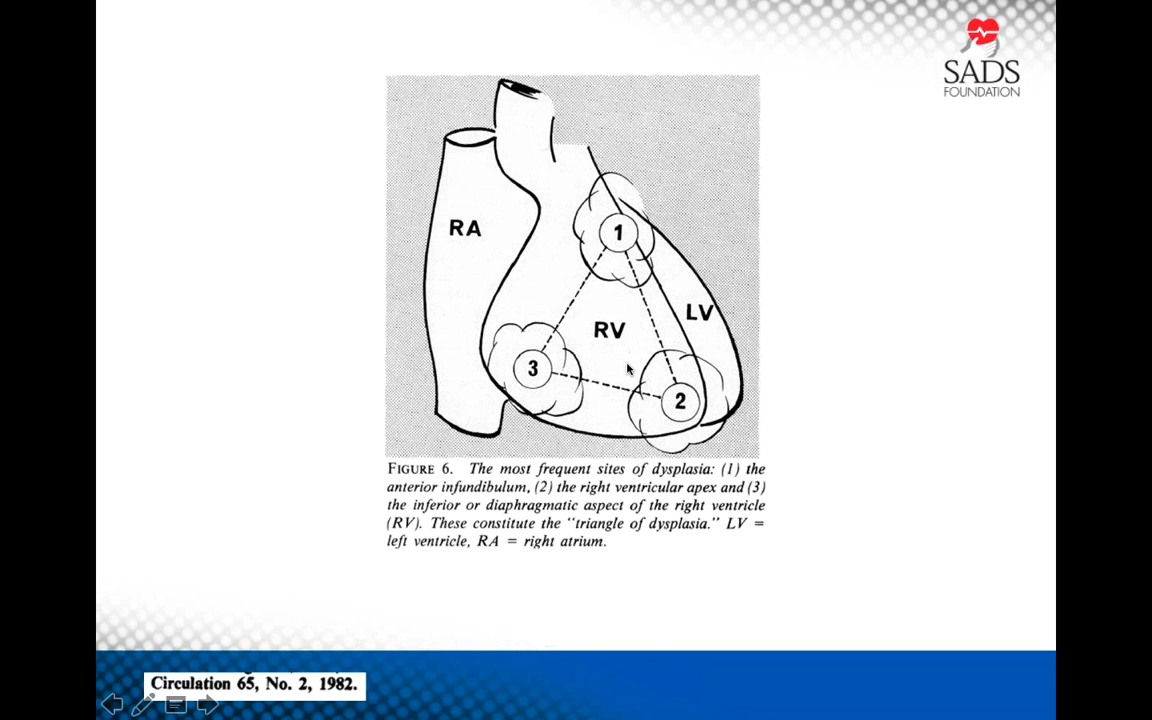 SADS
FOUNDATION
RA
1
LV
RV
3
2
FIGURE 6. The most frequent sites of dysplasia: (1) the
anterior infundibulum, (2) the right ventricular apex and (3)
the inferior or diaphragmatic aspect of the right ventricle
(RV). These constitute the “triangle of dysplasia.” LV =
left ventricle, RA = right atrium.
Circulation 65, No. 2, 1982.